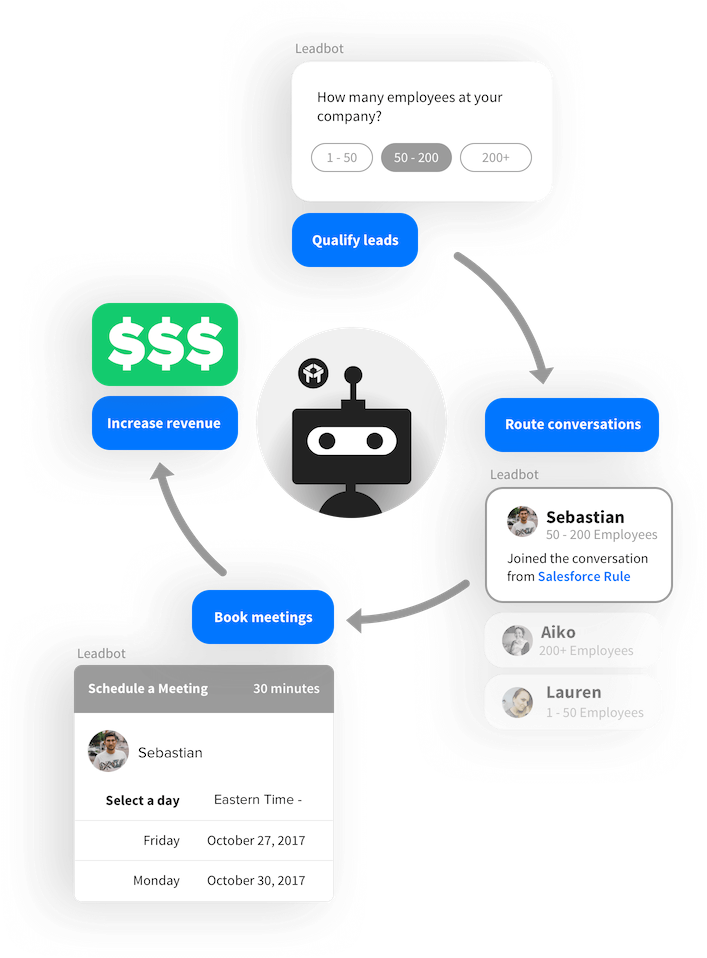 Leadbot
How many employees at your
company?
1 - 50
50 - 200
200+
Qualify leads
$$$
Increase revenue
Route conversations
Leadbot
Sebastian
50 - 200 Employees
Joined the conversation
from Salesforce Rule
Aiko
200+ Employees
Lauren
1 - 50 Employees
Book meetings
Leadbot
Schedule a Meeting 30 minutes
Sebastian
Select a day Eastern Time -
Friday October 27, 2017
Monday October 30, 2017